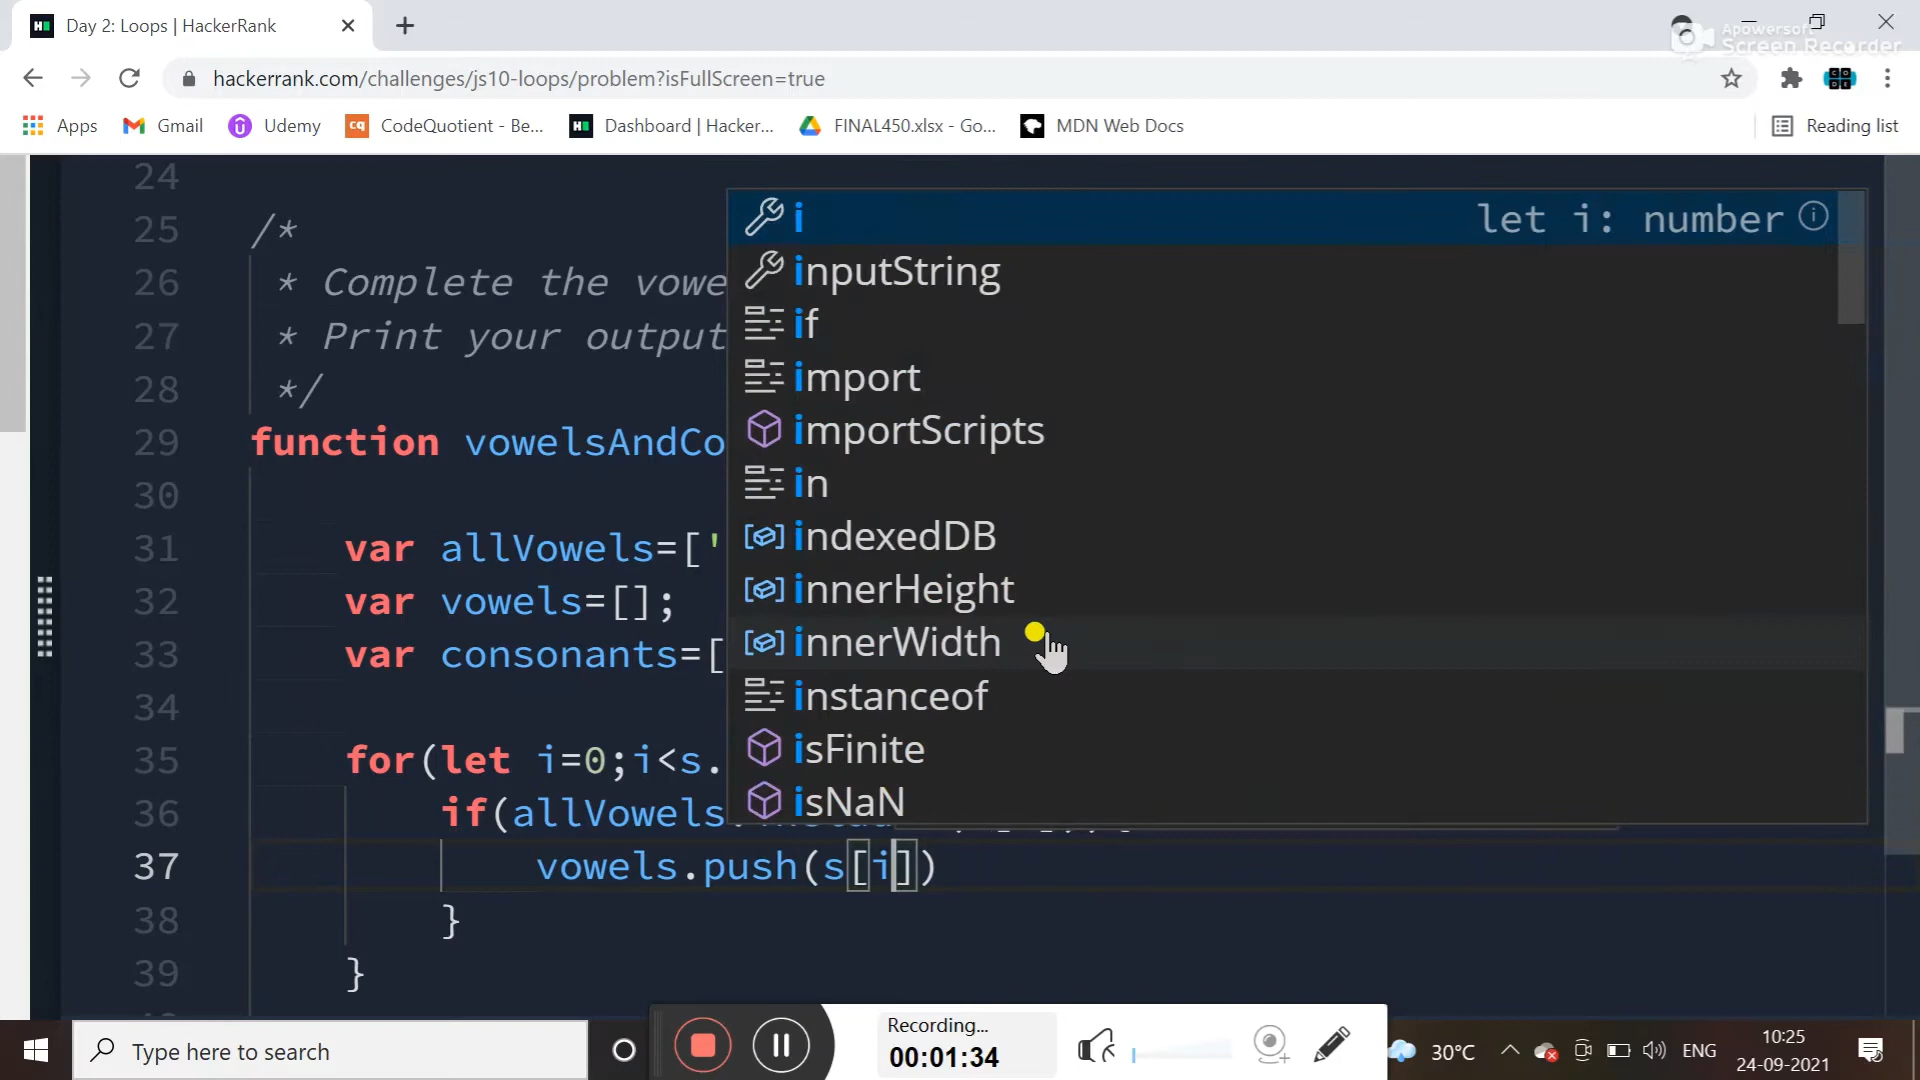 Day 2: Loops | HackerRank
Apowersoft
Screen Recorder
hackerrank.com/challenges/js10-loops/problem?isFullScreen=true
Apps
Gmail
Udemy
cq CodeQuotient - Be...
H Dashboard | Hacker...
FINAL450.xlsx - Go...
MDN Web Docs
Reading list
24
25 /*
26 * Complete the vowe
27 * Print your output
28 */
29 function vowelsAndCo
30
31 var allVowels=['
32 var vowels=[];
33 var consonants=[
34
35 for(let i=0;i<s.
36 if(allVowels.
37 vowels.push(s[i])
38 }
39 }
i let i: number
inputString
if
import
importScripts
in
indexedDB
innerHeight
innerWidth
instanceof
isFinite
isNaN
Type here to search
Recording...
00:01:34
30°C
ENG
10:25
24-09-2021